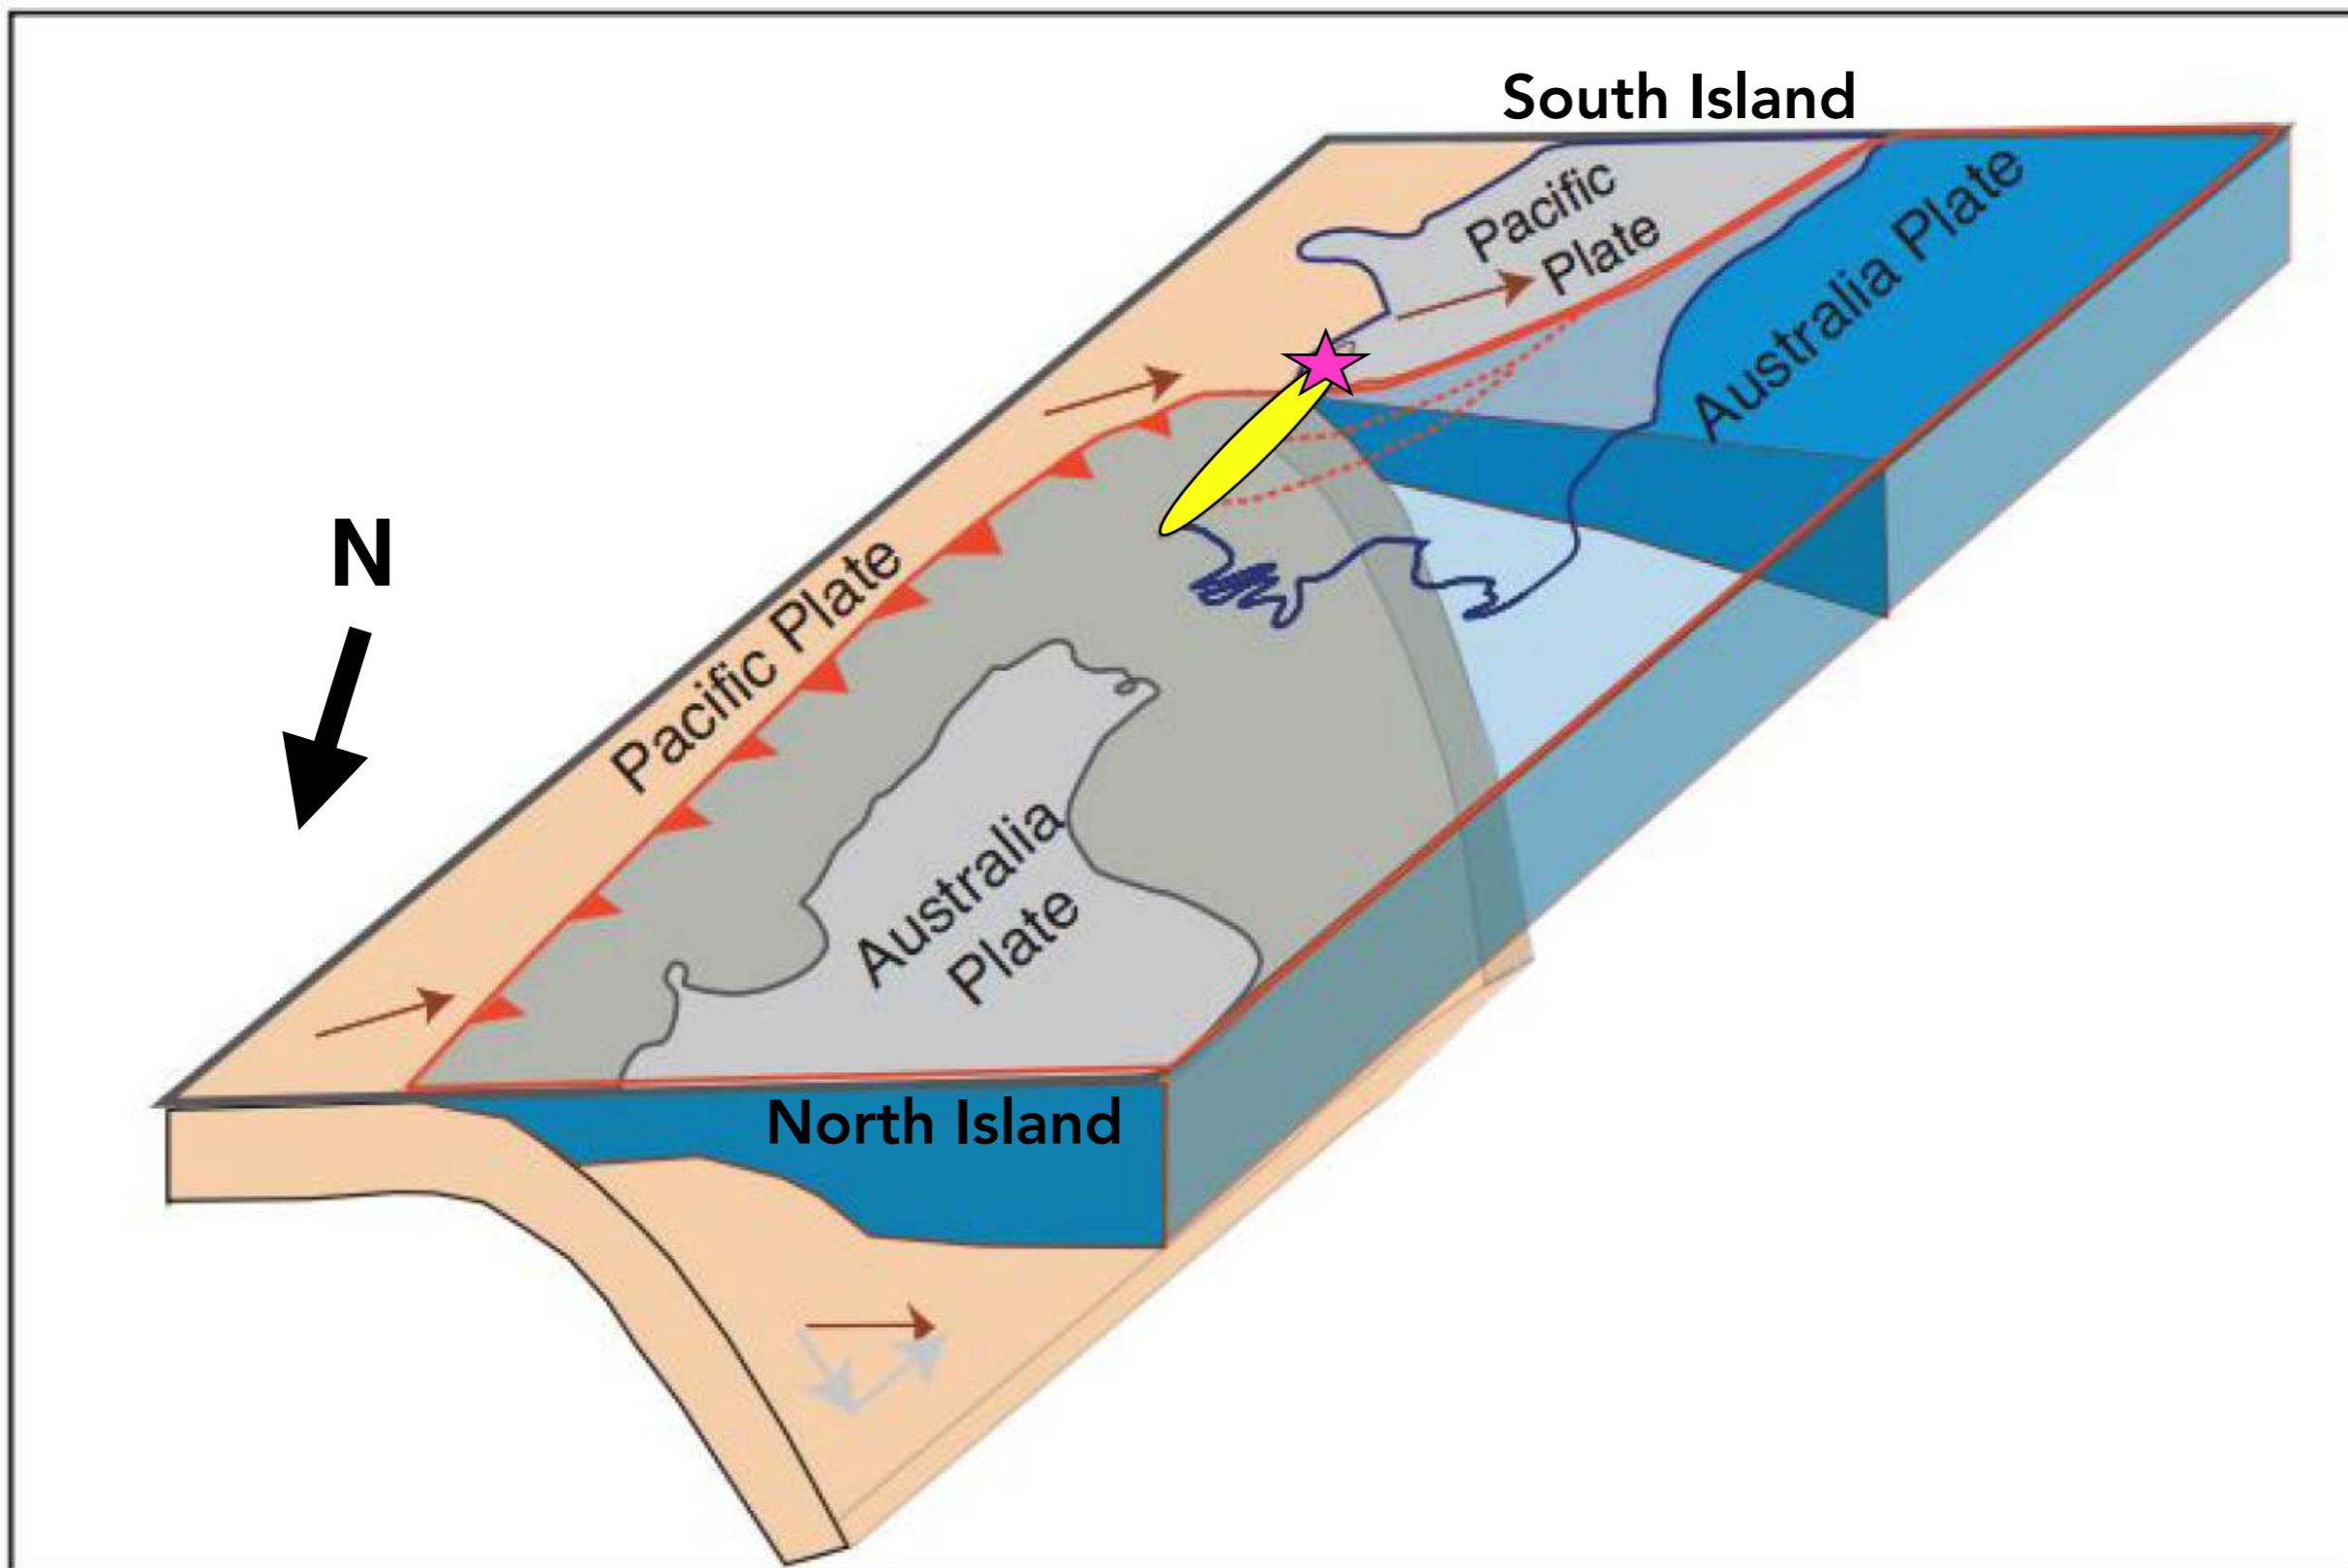 South Island
Pacific
Plate
Australia Plate
N
Pacific Plate
Australia
Plate
North Island